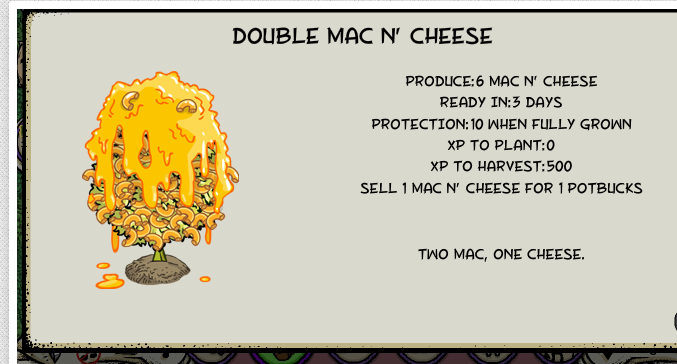 DOUBLE MAC N' CHEESE
PRODUCE:6 MAC N' CHEESE
READY IN:3 DAYS
PROTECTION:10 WHEN FULLY GROWN
XP TO PLANT:0
XP TO HARVEST:500
SELL 1 MAC N' CHEESE FOR 1 POTBUCKS
TWO MAC, ONE CHEESE.